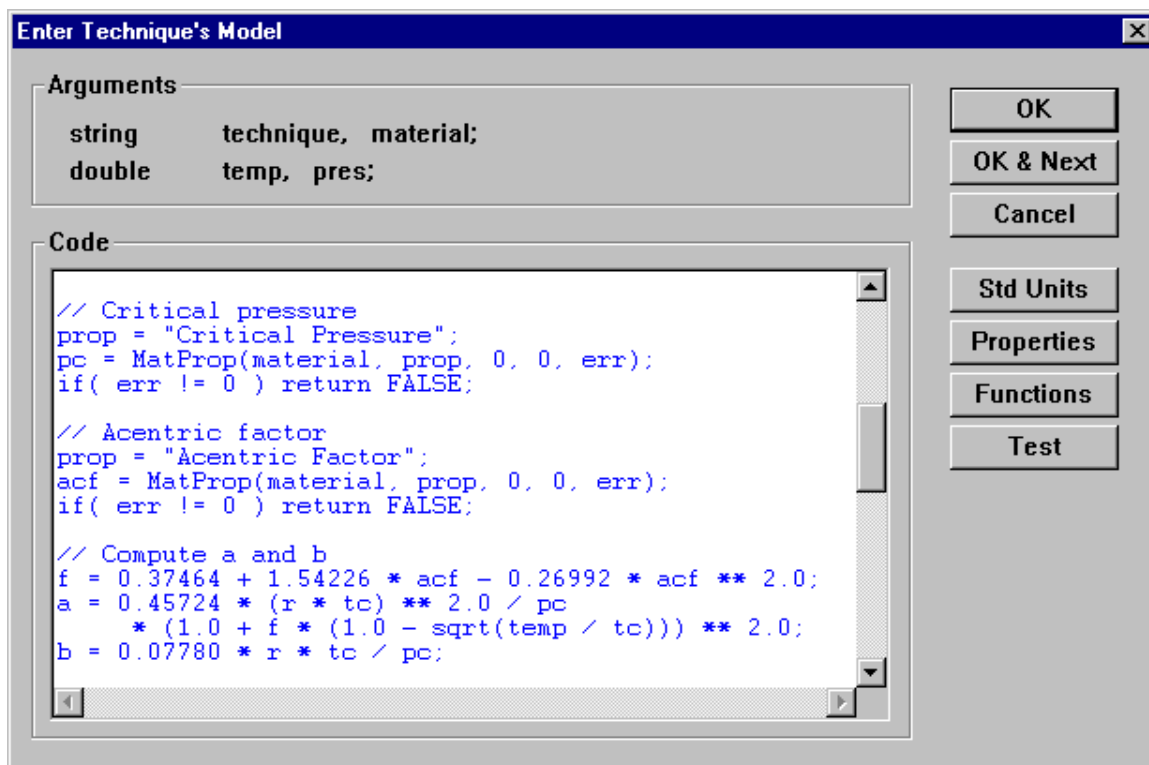 Enter Technique's Model
Arguments
string technique, material;
double temp, pres;
OK
OK & Next
Cancel
Code
// Critical pressure
prop = "Critical Pressure";
pc = MatProp(material, prop, 0, 0, err);
if( err != 0 ) return FALSE;
// Acentric factor
prop = "Acentric Factor";
acf = MatProp(material, prop, 0, 0, err);
if( err != 0 ) return FALSE;
// Compute a and b
f = 0.37464 + 1.54226 * acf - 0.26992 * acf ** 2.0;
a = 0.45724 * (r * tc) ** 2.0 / pc
* (1.0 + f * (1.0 - sqrt(temp / tc))) ** 2.0;
b = 0.07780 * r * tc / pc;
Std Units
Properties
Functions
Test